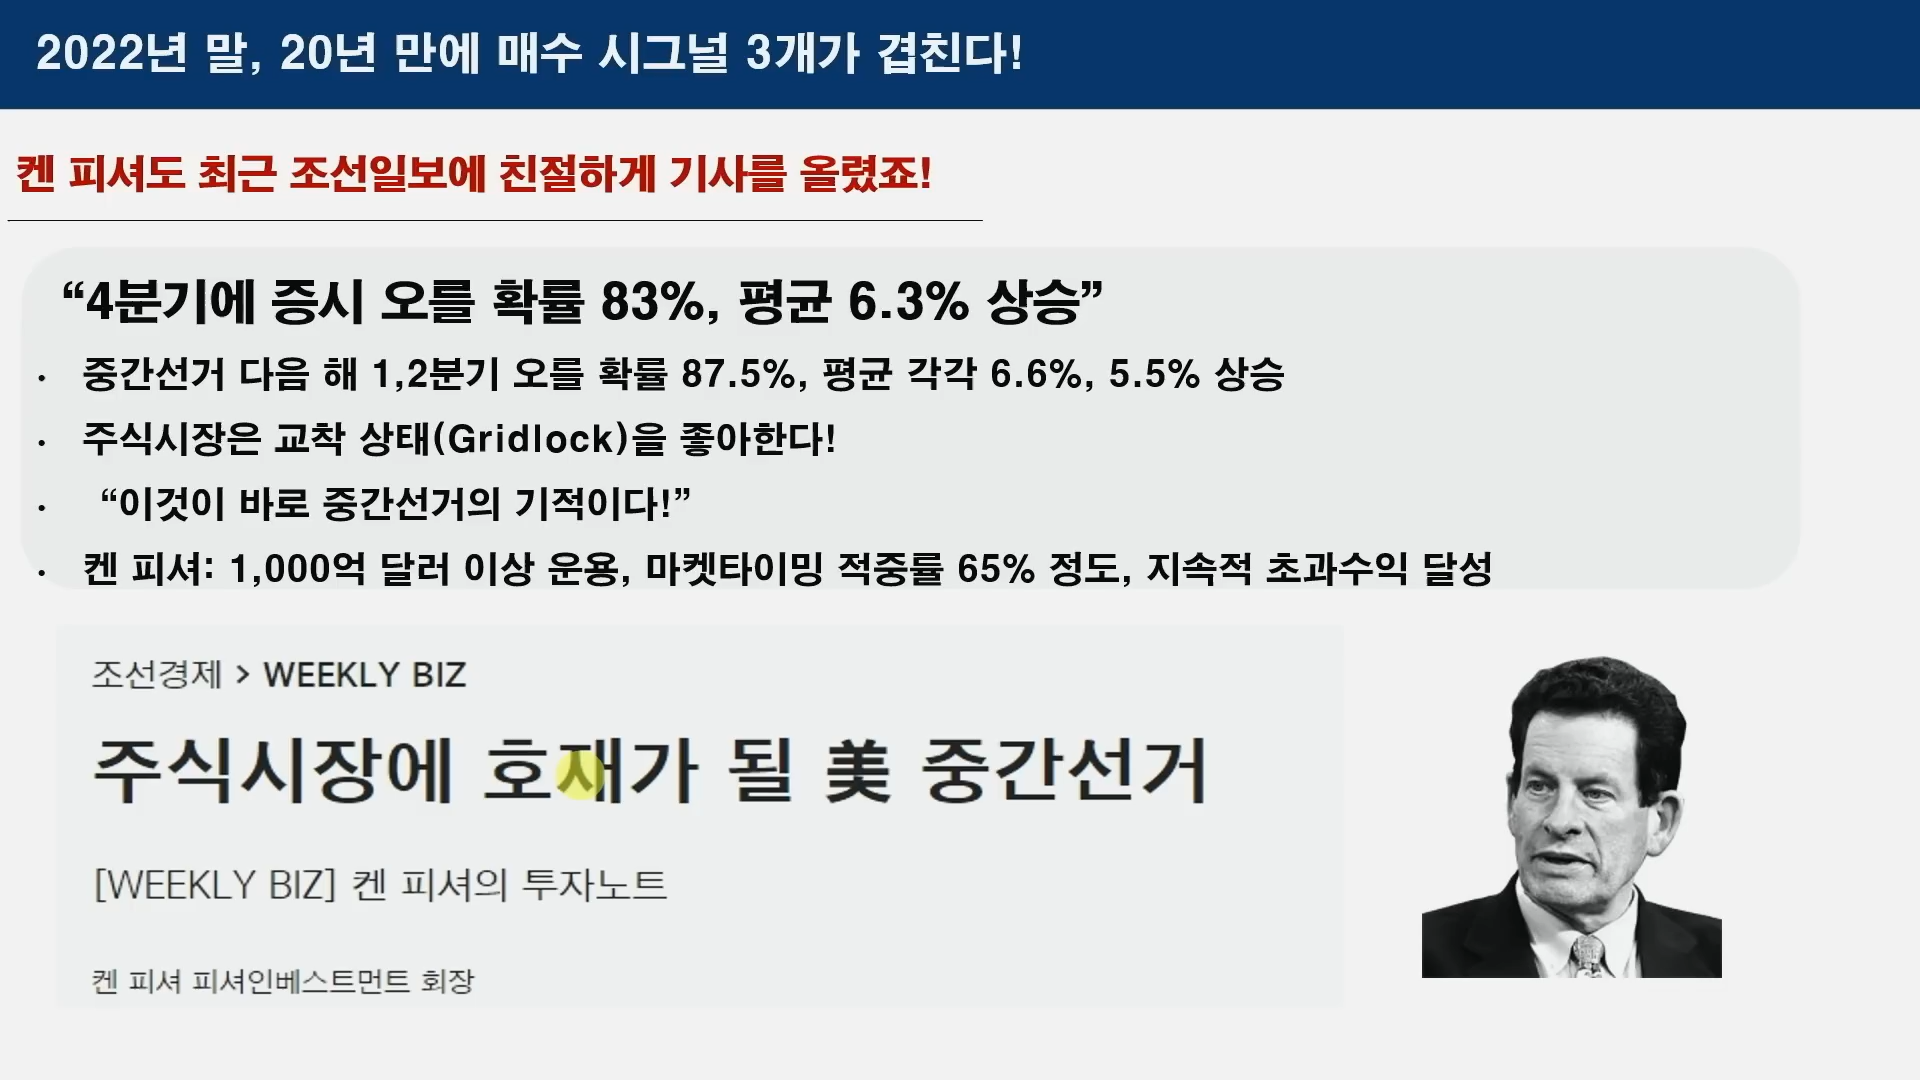 2022년 말, 20년 만에 매수 시그널 3개가 겹친다!
켄 피셔도 최근 조선일보에 친절하게 기사를 올렸죠!
“4분기에 증시 오를 확률 83%, 평균 6.3% 상승”
• 중간선거 다음 해 1,2분기 오를 확률 87.5%, 평균 각각 6.6%, 5.5% 상승
• 주식시장은 교착 상태(Gridlock)을 좋아한다!
• “이것이 바로 중간선거의 기적이다!”
• 켄 피셔: 1,000억 달러 이상 운용, 마켓타이밍 적중률 65% 정도, 지속적 초과수익 달성
조선경제 > WEEKLY BIZ
주식시장에 호재가 될 美 중간선거
[WEEKLY BIZ] 켄 피셔의 투자노트
켄 피셔 피셔인베스트먼트 회장